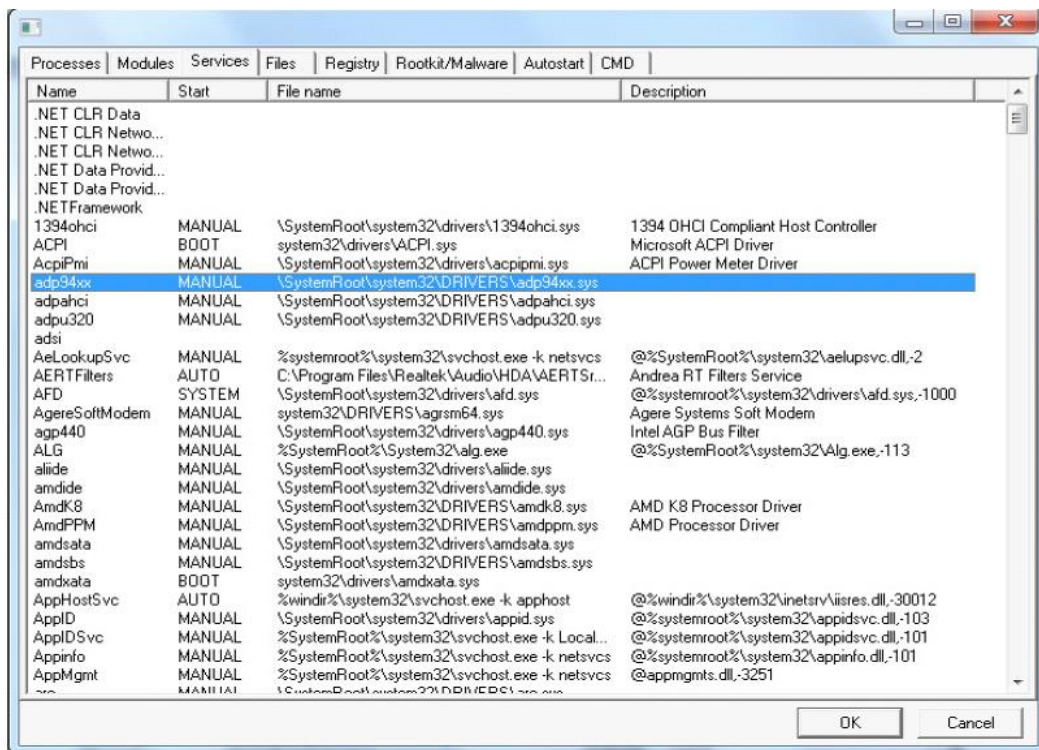 Processes Modules Services Files Registry Rootkit/Malware Autostart CMD
Name Start File name Description
.NET CLR Data
.NET CLR Netwo...
.NET CLR Netwo...
.NET Data Provid...
.NET Data Provid...
.NETFramework
1394ohci MANUAL \SystemRoot\system32\drivers\1394ohci.sys 1394 OHCI Compliant Host Controller
ACPI BOOT system32\drivers\ACPI.sys Microsoft ACPI Driver
AcpiPmi MANUAL \SystemRoot\system32\drivers\acpipmi.sys ACPI Power Meter Driver
adp94xx MANUAL \SystemRoot\system32\DRIVERS\adp94xx.sys
adpahci MANUAL \SystemRoot\system32\DRIVERS\adpahci.sys
adpu320 MANUAL \SystemRoot\system32\DRIVERS\adpu320.sys
adsi
AeLookupSvc MANUAL %systemroot%\system32\svchost.exe -k netsvcs @%SystemRoot%\system32\aelupsvc.dll,-2
AERTFilters AUTO C:\Program Files\Realtek\Audio\HDA\AERTSr... Andrea RT Filters Service
AFD SYSTEM \SystemRoot\system32\drivers\afd.sys @%systemroot%\system32\drivers\afd.sys,-1000
AgereSoftModem MANUAL system32\DRIVERS\agrsm64.sys Agere Systems Soft Modem
agp440 MANUAL \SystemRoot\system32\drivers\agp440.sys Intel AGP Bus Filter
ALG MANUAL %SystemRoot%\System32\alg.exe @%SystemRoot%\system32\Alg.exe,-113
aliide MANUAL \SystemRoot\system32\drivers\aliide.sys
amdide MANUAL \SystemRoot\system32\drivers\amdide.sys
AmdK8 MANUAL \SystemRoot\system32\DRIVERS\amdk8.sys AMD K8 Processor Driver
AmdPPM MANUAL \SystemRoot\system32\DRIVERS\amdppm.sys AMD Processor Driver
amdsata MANUAL \SystemRoot\system32\drivers\amdsata.sys
amdsbs MANUAL \SystemRoot\system32\DRIVERS\amdsbs.sys
amdxata BOOT system32\drivers\amdxata.sys
AppHostSvc AUTO %windir%\system32\svchost.exe -k apphost @%windir%\system32\inetsrv\iisres.dll,-30012
AppID MANUAL \SystemRoot\system32\drivers\appid.sys @%systemroot%\system32\appidsvc.dll,-103
AppIDSvc MANUAL %SystemRoot%\system32\svchost.exe -k Local... @%systemroot%\system32\appidsvc.dll,-101
Appinfo MANUAL %SystemRoot%\system32\svchost.exe -k netsvcs @%systemroot%\system32\appinfo.dll,-101
AppMgmt MANUAL %SystemRoot%\system32\svchost.exe -k netsvcs @appmgmts.dll,-3251
MANUAL
OK Cancel